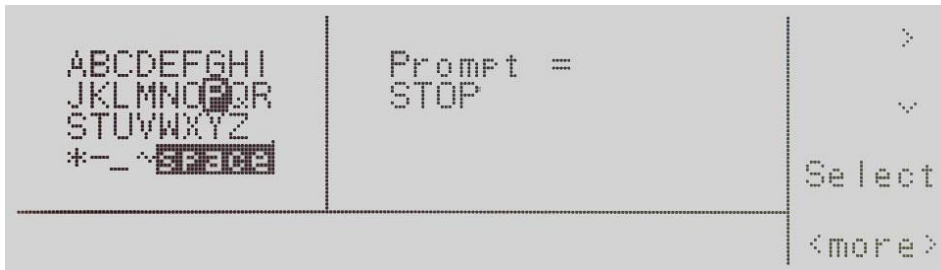 ABCDEFGHI
JKLMNOPQR
STUVWXYZ
*-_~space
Prompt =
STOP
>
˅
Select
<more>